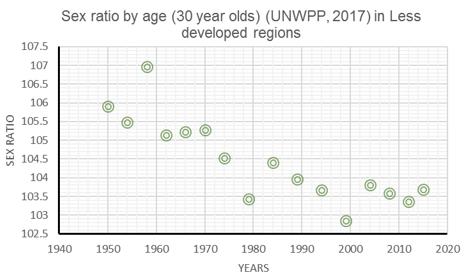 Sex ratio by age (30 year olds) (UNWPP, 2017) in Less
developed regions
107.5
107
106.5
106
105.5
105
104.5
104
103.5
103
102.5
SEX RATIO
1940 1950 1960 1970 1980 1990 2000 2010 2020
YEARS